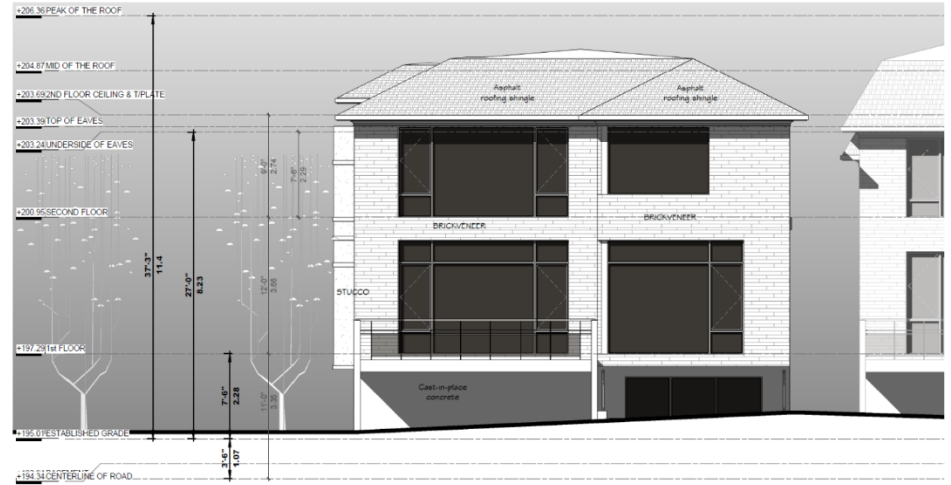 +206.36 PEAK OF THE ROOF
+204.87 MID OF THE ROOF
+203.69 2ND FLOOR CEILING & T/PLATE
+203.39 TOP OF EAVES
+203.24 UNDERSIDE OF EAVES
+200.95 SECOND FLOOR
+197.29 1st FLOOR
+195.01 ESTABLISHED GRADE
+194.34 CENTERLINE OF ROAD
37'-3"
11.4
27'-0"
8.23
7'-6"
2.28
3'-6"
1.07
9'-0"
2.74
7'-6"
2.29
12'-0"
3.66
11'-0"
3.35
Asphalt
roofing shingle
Asphalt
roofing shingle
BRICKVENEER
BRICKVENEER
STUCCO
Cast-in-place
concrete